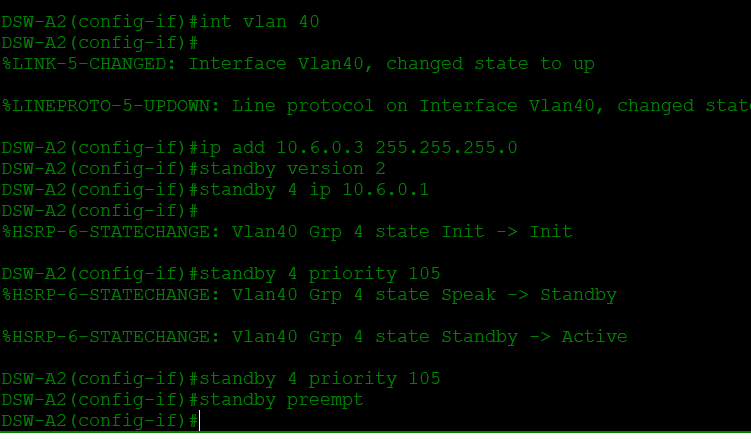 DSW-A2(config-if)#int vlan 40
DSW-A2(config-if)#
%LINK-5-CHANGED: Interface Vlan40, changed state to up
%LINEPROTO-5-UPDOWN: Line protocol on Interface Vlan40, changed stat
DSW-A2(config-if)#ip add 10.6.0.3 255.255.255.0
DSW-A2(config-if)#standby version 2
DSW-A2(config-if)#standby 4 ip 10.6.0.1
DSW-A2(config-if)#
%HSRP-6-STATECHANGE: Vlan40 Grp 4 state Init -> Init
DSW-A2(config-if)#standby 4 priority 105
%HSRP-6-STATECHANGE: Vlan40 Grp 4 state Speak -> Standby
%HSRP-6-STATECHANGE: Vlan40 Grp 4 state Standby -> Active
DSW-A2(config-if)#standby 4 priority 105
DSW-A2(config-if)#standby preempt
DSW-A2(config-if)#